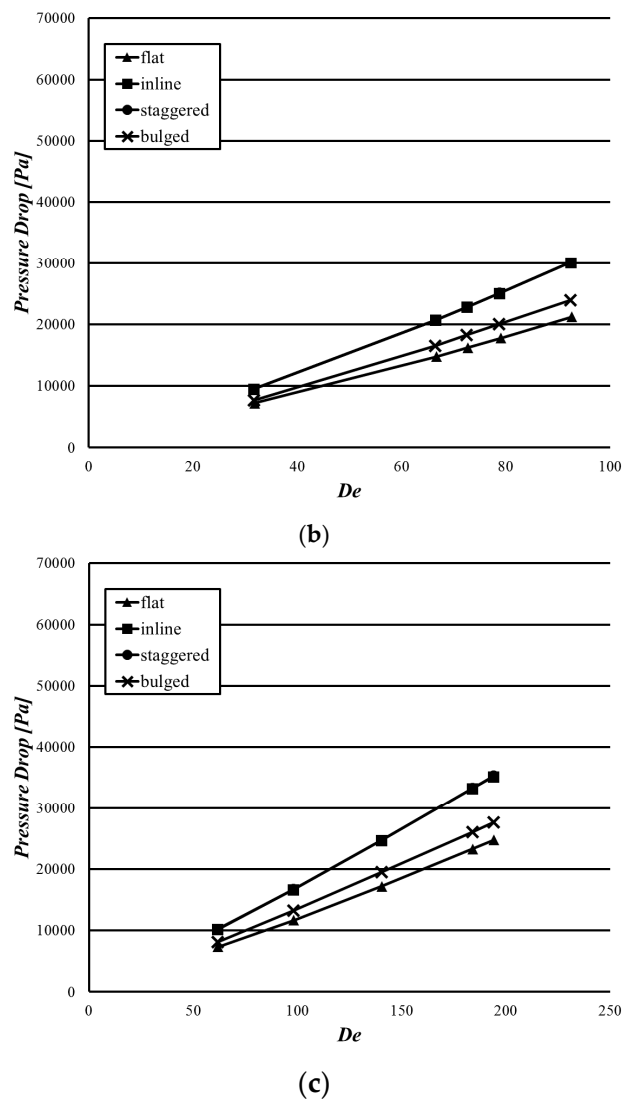 70000
60000
50000
40000
30000
20000
10000
0
Pressure Drop [Pa]
flat
inline
staggered
bulged
0 20 40 60 80 100
De
(b)
70000
60000
50000
40000
30000
20000
10000
0
Pressure Drop [Pa]
flat
inline
staggered
bulged
0 50 100 150 200 250
De
(c)